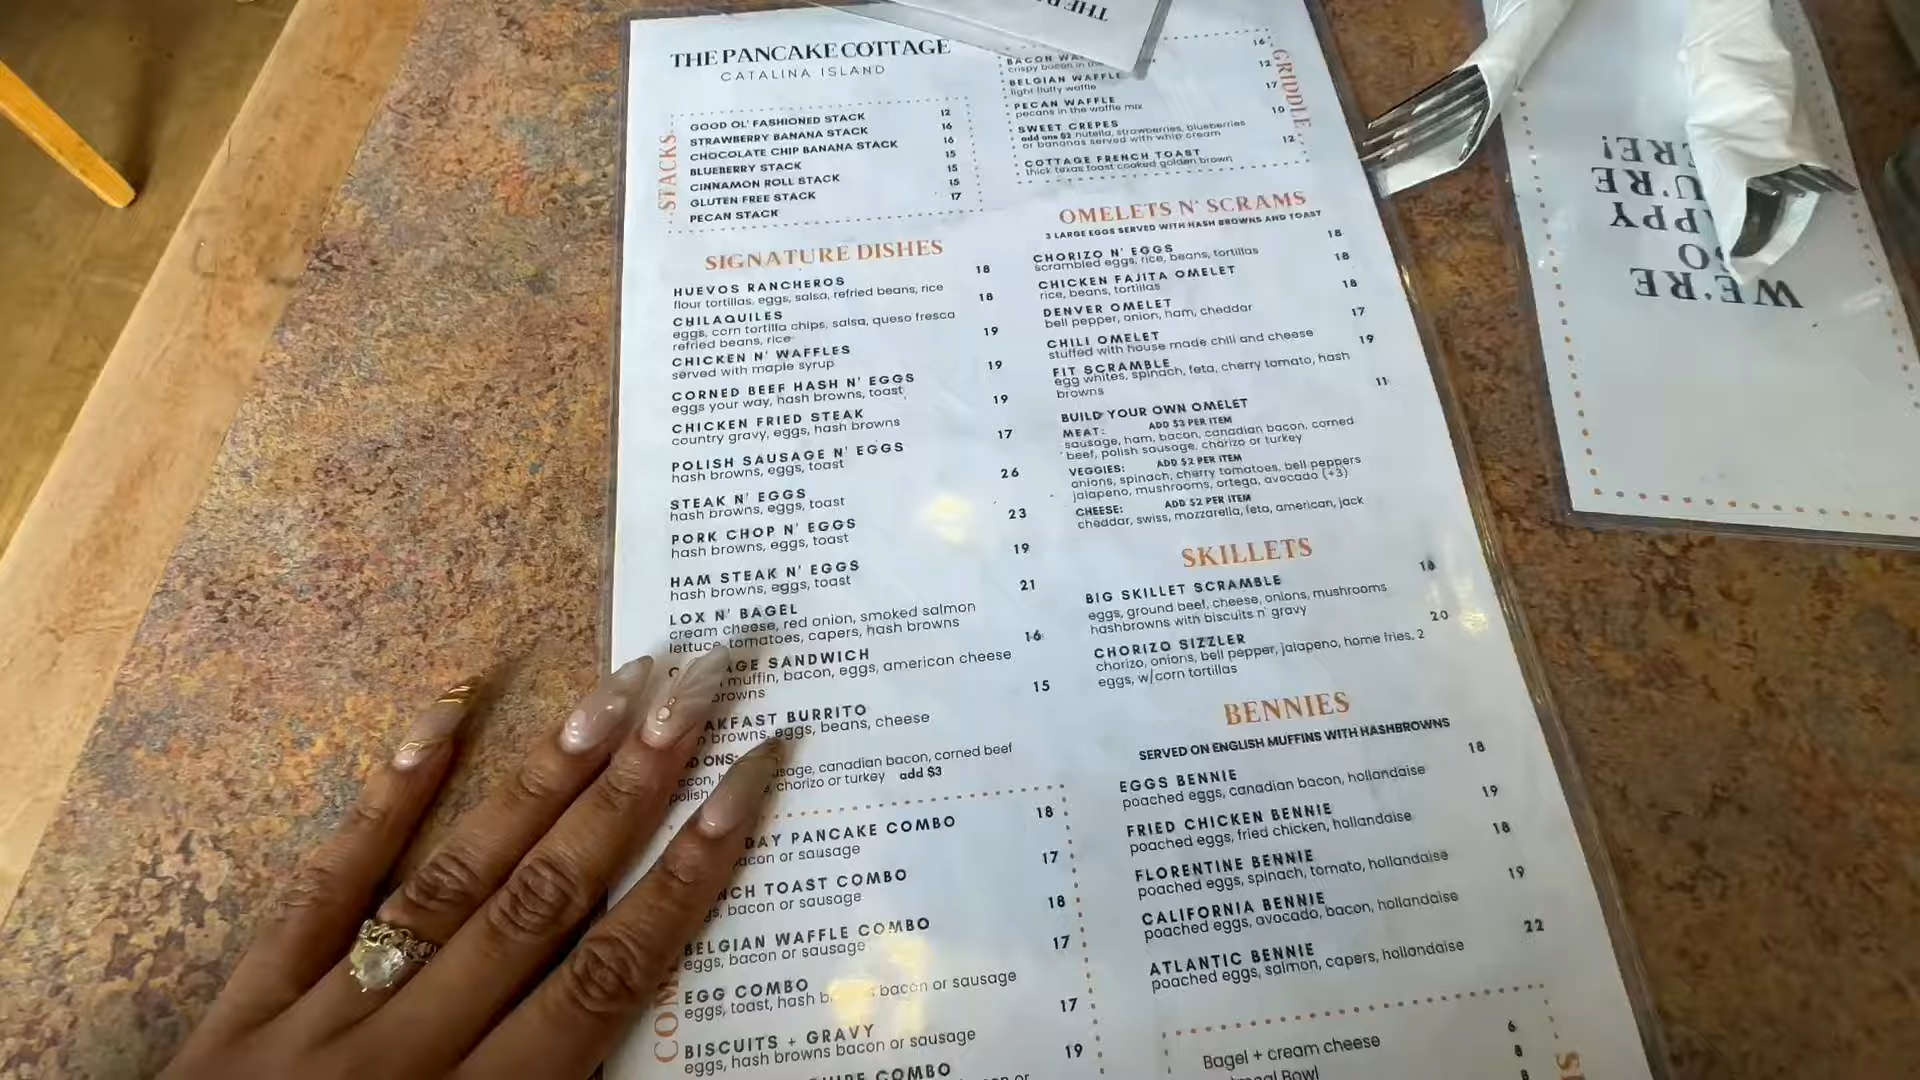 THE PANCAKE COTTAGE
CATALINA ISLAND
STACKS
GOOD OL' FASHIONED STACK 12
STRAWBERRY BANANA STACK 16
CHOCOLATE CHIP BANANA STACK 16
BLUEBERRY STACK 15
CINNAMON ROLL STACK 15
GLUTEN FREE STACK 15
PECAN STACK 17
SIGNATURE DISHES
HUEVOS RANCHEROS 18
flour tortillas, eggs, salsa, refried beans, rice
CHILAQUILES 18
eggs, corn tortilla chips, salsa, queso fresca
refried beans, rice
CHICKEN N' WAFFLES 19
served with maple syrup
CORNED BEEF HASH N' EGGS 19
eggs your way, hash browns, toast
CHICKEN FRIED STEAK 19
country gravy, eggs, hash browns
POLISH SAUSAGE N' EGGS 17
hash browns, eggs, toast
STEAK N' EGGS 26
hash browns, eggs, toast
PORK CHOP N' EGGS 23
hash browns, eggs, toast
HAM STEAK N' EGGS 19
hash browns, eggs, toast
LOX N' BAGEL 21
cream cheese, red onion, smoked salmon
lettuce, tomatoes, capers, hash browns
SANDWICH 16
muffin, bacon, eggs, american cheese
browns
BURRITO 15
browns, eggs, beans, cheese
ONS:
canadian bacon, corned beef
polish chorizo or turkey add $3
DAY PANCAKE COMBO 18
bacon or sausage
TOAST COMBO 17
bacon or sausage
BELGIAN WAFFLE COMBO 18
eggs, bacon or sausage
EGG COMBO 17
eggs, toast, hash bacon or sausage
BISCUITS + GRAVY 17
eggs, hash browns bacon or sausage
COMBO 19
GRIDDLE
BACON 16
crispy bacon in the
BELGIAN WAFFLE 12
light fluffy waffle
PECAN WAFFLE 17
pecans in the waffle mix
SWEET CREPES 10
add ons $2 nutella, strawberries, blueberries
or bananas served with whip cream
COTTAGE FRENCH TOAST 12
thick texas toast cooked golden brown
OMELETS N' SCRAMS
3 LARGE EGGS SERVED WITH HASH BROWNS AND TOAST
CHORIZO N' EGGS 18
scrambled eggs, rice, beans, tortillas
CHICKEN FAJITA OMELET 18
rice, beans, tortillas
DENVER OMELET 18
bell pepper, onion, ham, cheddar
CHILI OMELET 17
stuffed with house made chili and cheese
FIT SCRAMBLE 19
egg whites, spinach, feta, cherry tomato, hash
browns
BUILD YOUR OWN OMELET 11
MEAT: ADD $3 PER ITEM
sausage, ham, bacon, canadian bacon, corned
beef, polish sausage, chorizo or turkey
VEGGIES: ADD $2 PER ITEM
onions, spinach, cherry tomatoes, bell peppers
jalapeno, mushrooms, ortega, avocado (+3)
CHEESE: ADD $2 PER ITEM
cheddar, swiss, mozzarella, feta, american, jack
SKILLETS
BIG SKILLET SCRAMBLE 18
eggs, ground beef, cheese, onions, mushrooms
hashbrowns with biscuits n' gravy
CHORIZO SIZZLER 20
chorizo, onions, bell pepper, jalapeno, home fries, 2
eggs, w/corn tortillas
BENNIES
SERVED ON ENGLISH MUFFINS WITH HASHBROWNS
EGGS BENNIE 18
poached eggs, canadian bacon, hollandaise
FRIED CHICKEN BENNIE 19
poached eggs, fried chicken, hollandaise
FLORENTINE BENNIE 18
poached eggs, spinach, tomato, hollandaise
CALIFORNIA BENNIE 19
poached eggs, avocado, bacon, hollandaise
ATLANTIC BENNIE 22
poached eggs, salmon, capers, hollandaise
Bagel + cream cheese 6
Bowl 8
8
WE'RE